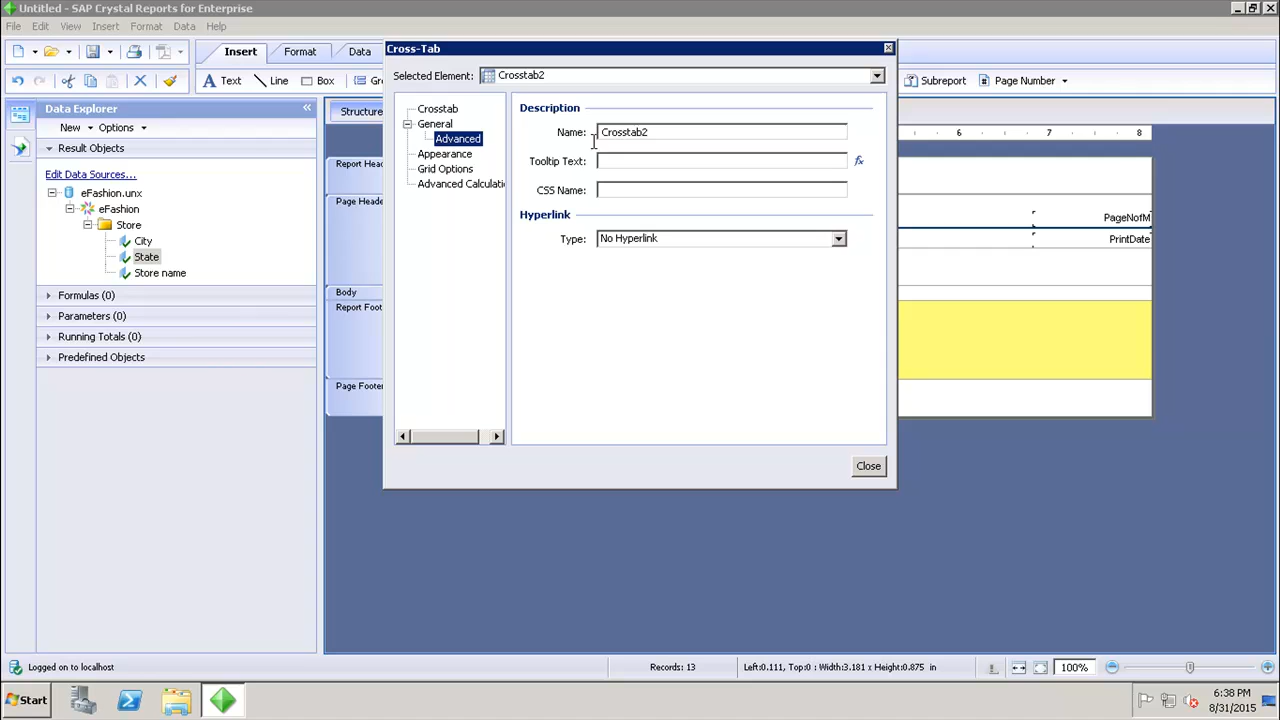 Untitled - SAP Crystal Reports for Enterprise
File Edit View Insert Format Data Help
Insert Format Data
Text Line Box Subreport Page Number
Cross-Tab
Selected Element: Crosstab2
Data Explorer
New Options
Result Objects
Edit Data Sources...
eFashion.unx
eFashion
Store
City
State
Store name
Formulas (0)
Parameters (0)
Running Totals (0)
Predefined Objects
Structure
Page Heade
Body
Report Foot
Page Footer
Crosstab
General
Advanced
Appearance
Grid Options
Advanced Calculati
Description
Name: Crosstab2
Tooltip Text:
CSS Name:
Hyperlink
Type: No Hyperlink
Close
6 7 8
PageNofM
PrintDate
Logged on to localhost
Records: 13
Left:0.111, Top:0 : Width:3.181 x Height:0.875 in
100%
Start
6:38 PM
8/31/2015